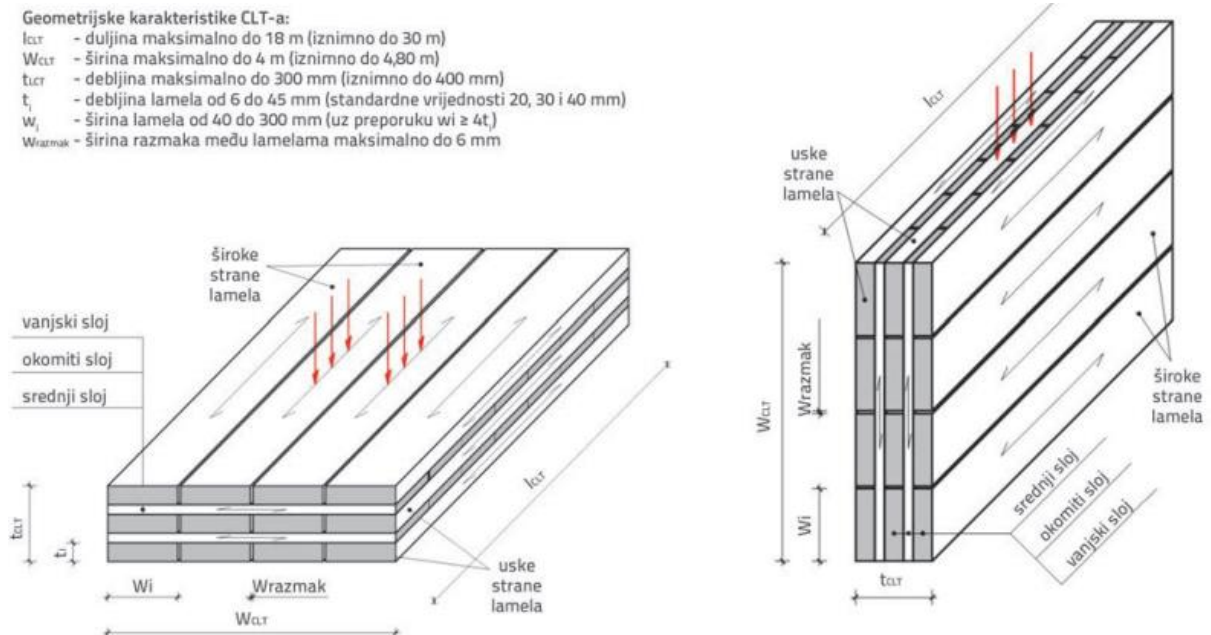 Geometrijske karakteristike CLT-a:
lCLT - duljina maksimalno do 18 m (iznimno do 30 m)
WCLT - širina maksimalno do 4 m (iznimno do 4,80 m)
tLCT - debljina maksimalno do 300 mm (iznimno do 400 mm)
ti - debljina lamela od 6 do 45 mm (standardne vrijednosti 20, 30 i 40 mm)
wi - širina lamela od 40 do 300 mm (uz preporuku wi ≥ 4ti)
wrazmak - širina razmaka među lamelama maksimalno do 6 mm
široke
strane
lamela
vanjski sloj
okomiti sloj
srednji sloj
tCLT
ti
Wi
Wrazmak
WCLT
lCLT
uske
strane
lamela
lCLT
uske
strane
lamela
WCLT
Wrazmak
Wi
tCLT
široke
strane
lamela
srednji sloj
okomiti sloj
vanjski sloj